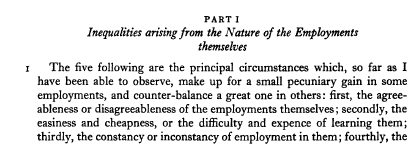 PART I
Inequalities arising from the Nature of the Employments
themselves
1 The five following are the principal circumstances which, so far as I
have been able to observe, make up for a small pecuniary gain in some
employments, and counter-balance a great one in others: first, the agree-
ableness or disagreeableness of the employments themselves; secondly, the
easiness and cheapness, or the difficulty and expence of learning them;
thirdly, the constancy or inconstancy of employment in them; fourthly, the